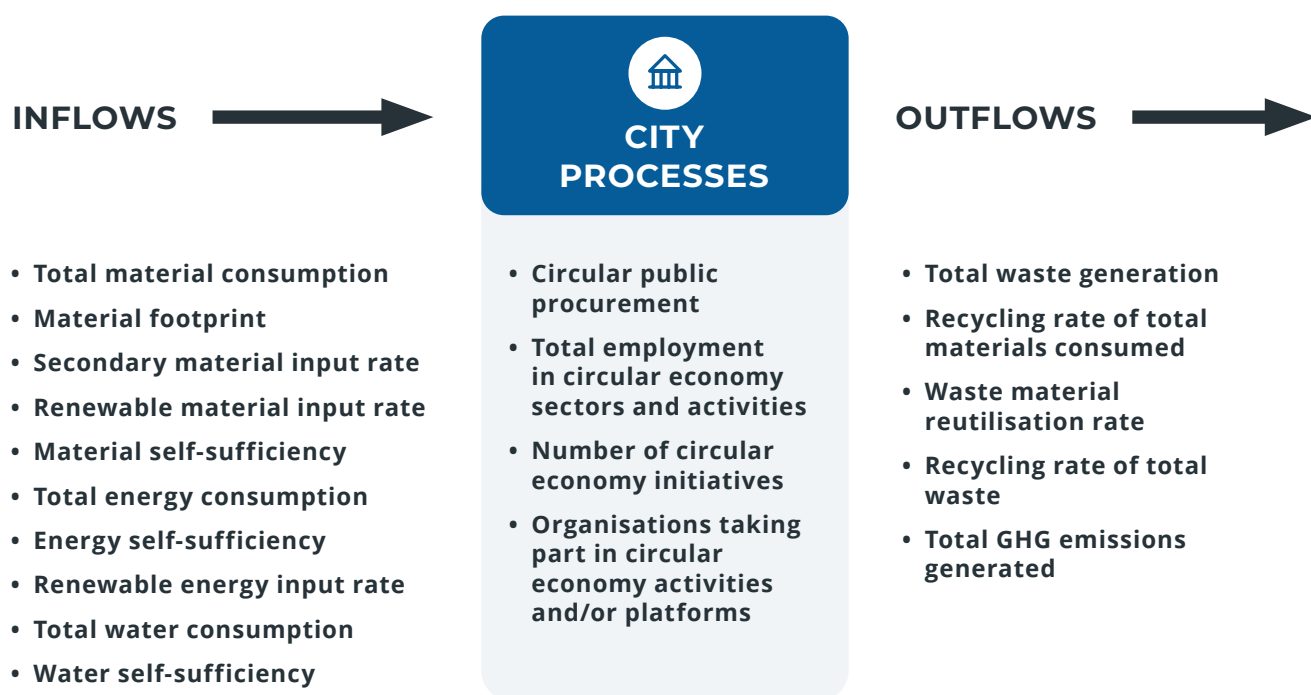 INFLOWS
CITY
PROCESSES
OUTFLOWS
• Total material consumption
• Material footprint
• Secondary material input rate
• Renewable material input rate
• Material self-sufficiency
• Total energy consumption
• Energy self-sufficiency
• Renewable energy input rate
• Total water consumption
• Water self-sufficiency
• Circular public
procurement
• Total employment
in circular economy
sectors and activities
• Number of circular
economy initiatives
• Organisations taking
part in circular
economy activities
and/or platforms
• Total waste generation
• Recycling rate of total
materials consumed
• Waste material
reutilisation rate
• Recycling rate of total
waste
• Total GHG emissions
generated